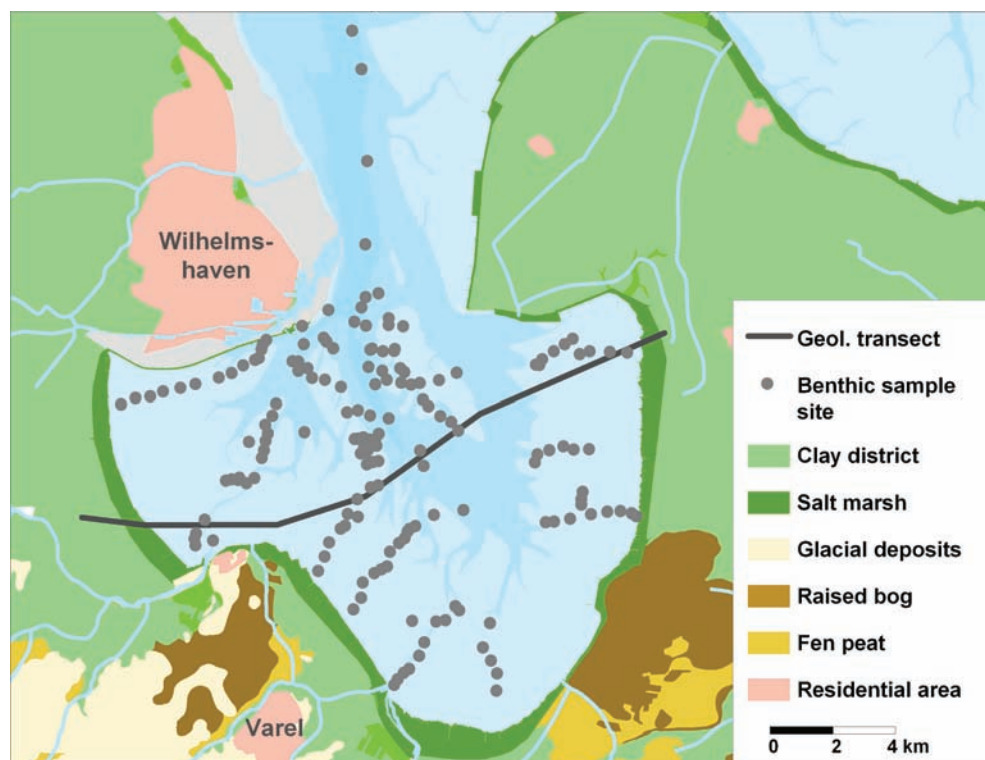 Wilhelms-
haven
Varel
Geol. transect
Benthic sample
site
Clay district
Salt marsh
Glacial deposits
Raised bog
Fen peat
Residential area
0 2 4 km